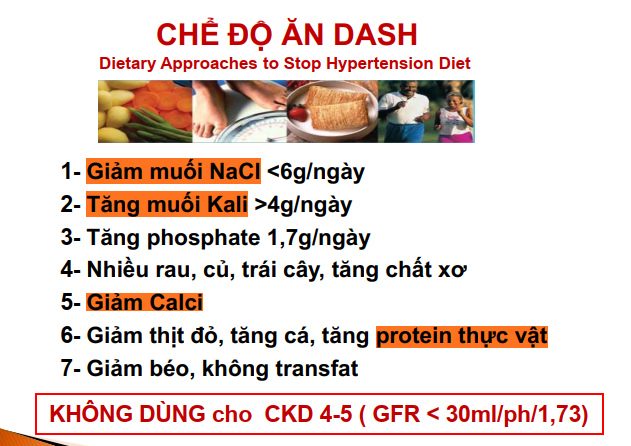 CHỂ ĐỘ ĂN DASH
Dietary Approaches to Stop Hypertension Diet
1- Giảm muối NaCl <6g/ngày
2- Tăng muối Kali >4g/ngày
3- Tăng phosphate 1,7g/ngày
4- Nhiều rau, củ, trái cây, tăng chất xơ
5- Giảm Calci
6- Giảm thịt đỏ, tăng cá, tăng protein thực vật
7- Giảm béo, không transfat
KHÔNG DÙNG cho CKD 4-5 ( GFR < 30ml/ph/1,73)